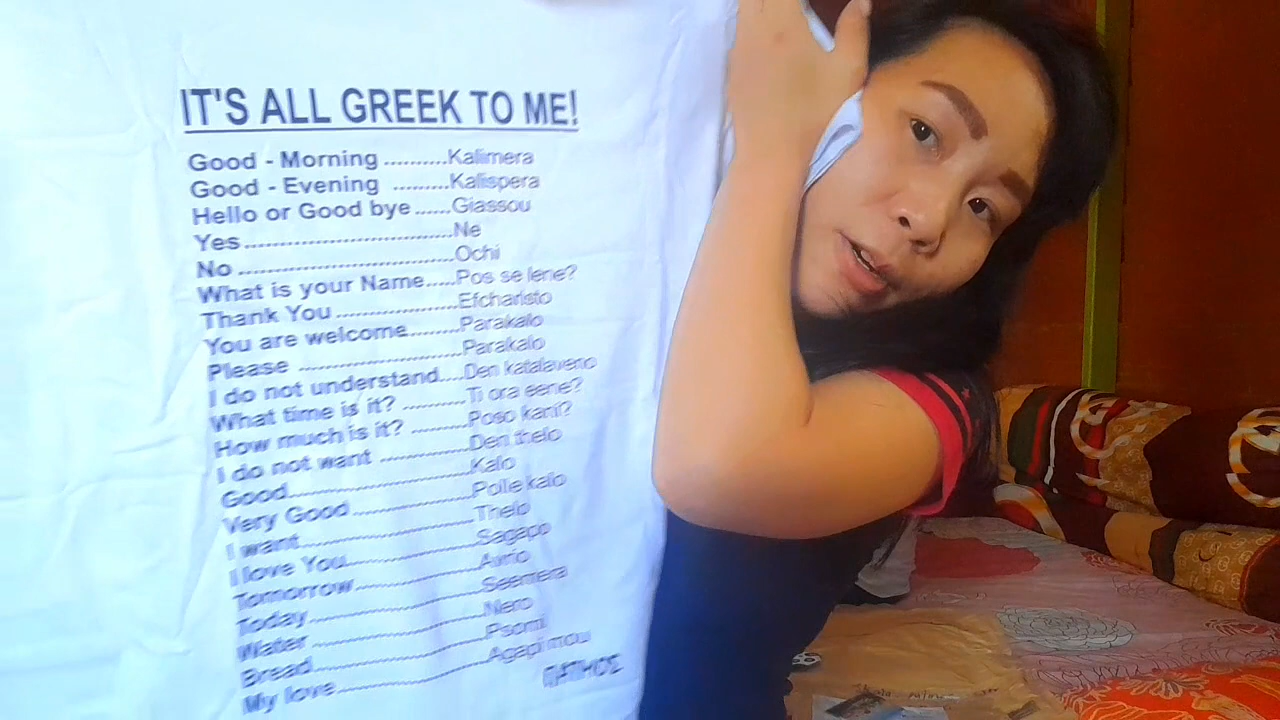 IT'S ALL GREEK TO ME!
Good - Morning ..........Kalimera
Good - Evening .........Kalispera
Hello or Good bye ......Giassou
Yes.................................Ne
No ..................................Ochi
What is your Name.....Pos se lene?
Thank You ...................Efcharisto
You are welcome........Parakalo
Please .........................Parakalo
I do not understand....Den katalaveno
What time is it? ..........Ti ora eene?
How much is it? .........Poso kani?
I do not want ..............Den thelo
Good.............................Kalo
Very Good ...................Polle kalo
I want............................Thelo
I love You.....................Sagapo
Tomorrow....................Avrio
Today...........................Seemera
Water ...........................Nero
Bread............................Psomi
My love ........................Agapi mou